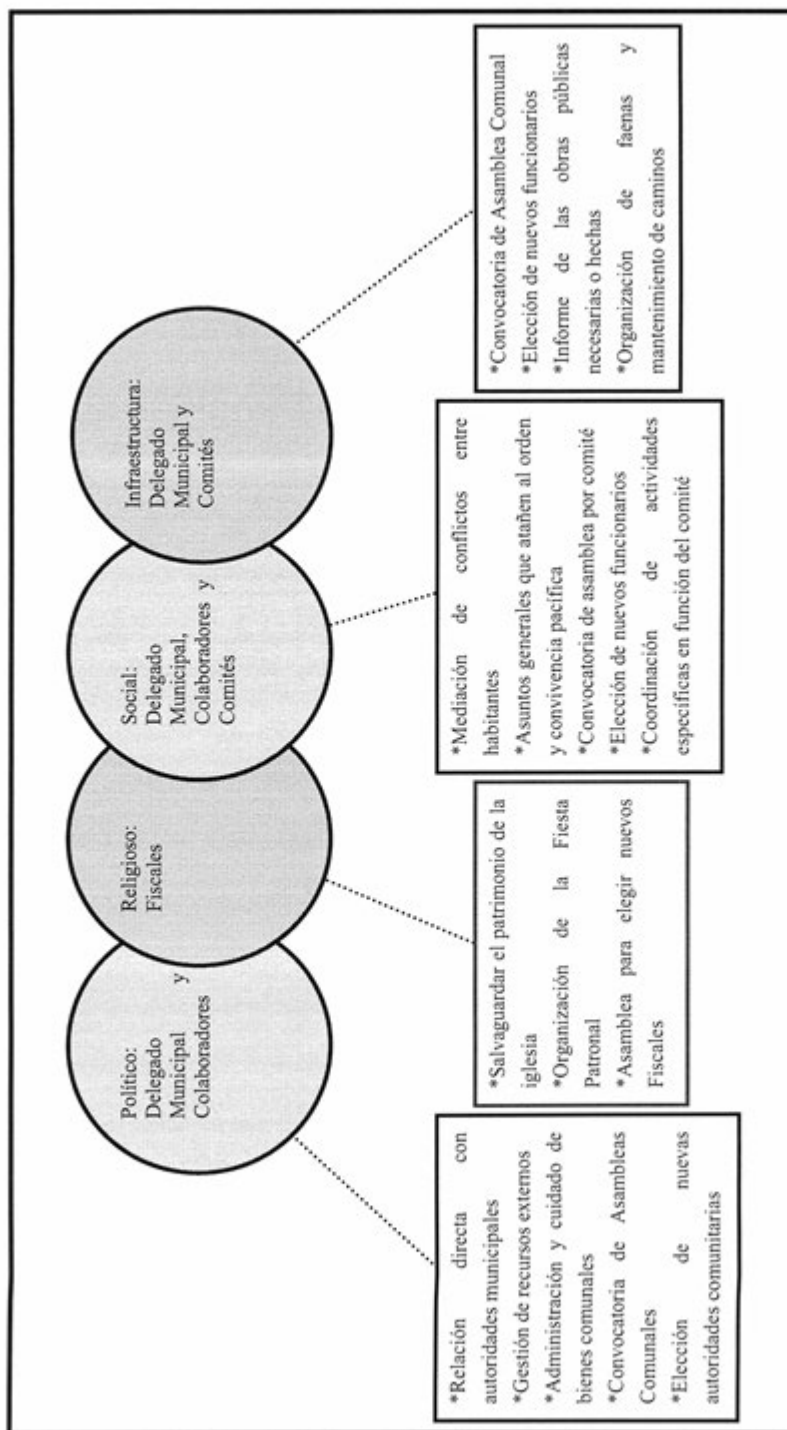 Político:
Delegado
Municipal y
Colaboradores
Religioso:
Fiscales
Social:
Delegado
Municipal,
Colaboradores y
Comités
Infraestructura:
Delegado
Municipal y
Comités
*Relación directa con
autoridades municipales
*Gestión de recursos externos
*Administración y cuidado de
bienes comunales
*Convocatoria de Asambleas
Comunales
*Elección de nuevas
autoridades comunitarias
*Salvaguardar el patrimonio de la
iglesia
*Organización de la Fiesta
Patronal
*Asamblea para elegir nuevos
Fiscales
*Mediación de conflictos entre
habitantes
*Asuntos generales que atañen al orden
y convivencia pacífica
*Convocatoria de asamblea por comité
*Elección de nuevos funcionarios
*Coordinación de actividades
específicas en función del comité
*Convocatoria de Asamblea Comunal
*Elección de nuevos funcionarios
*Informe de las obras públicas
necesarias o hechas
*Organización de faenas y
mantenimiento de caminos